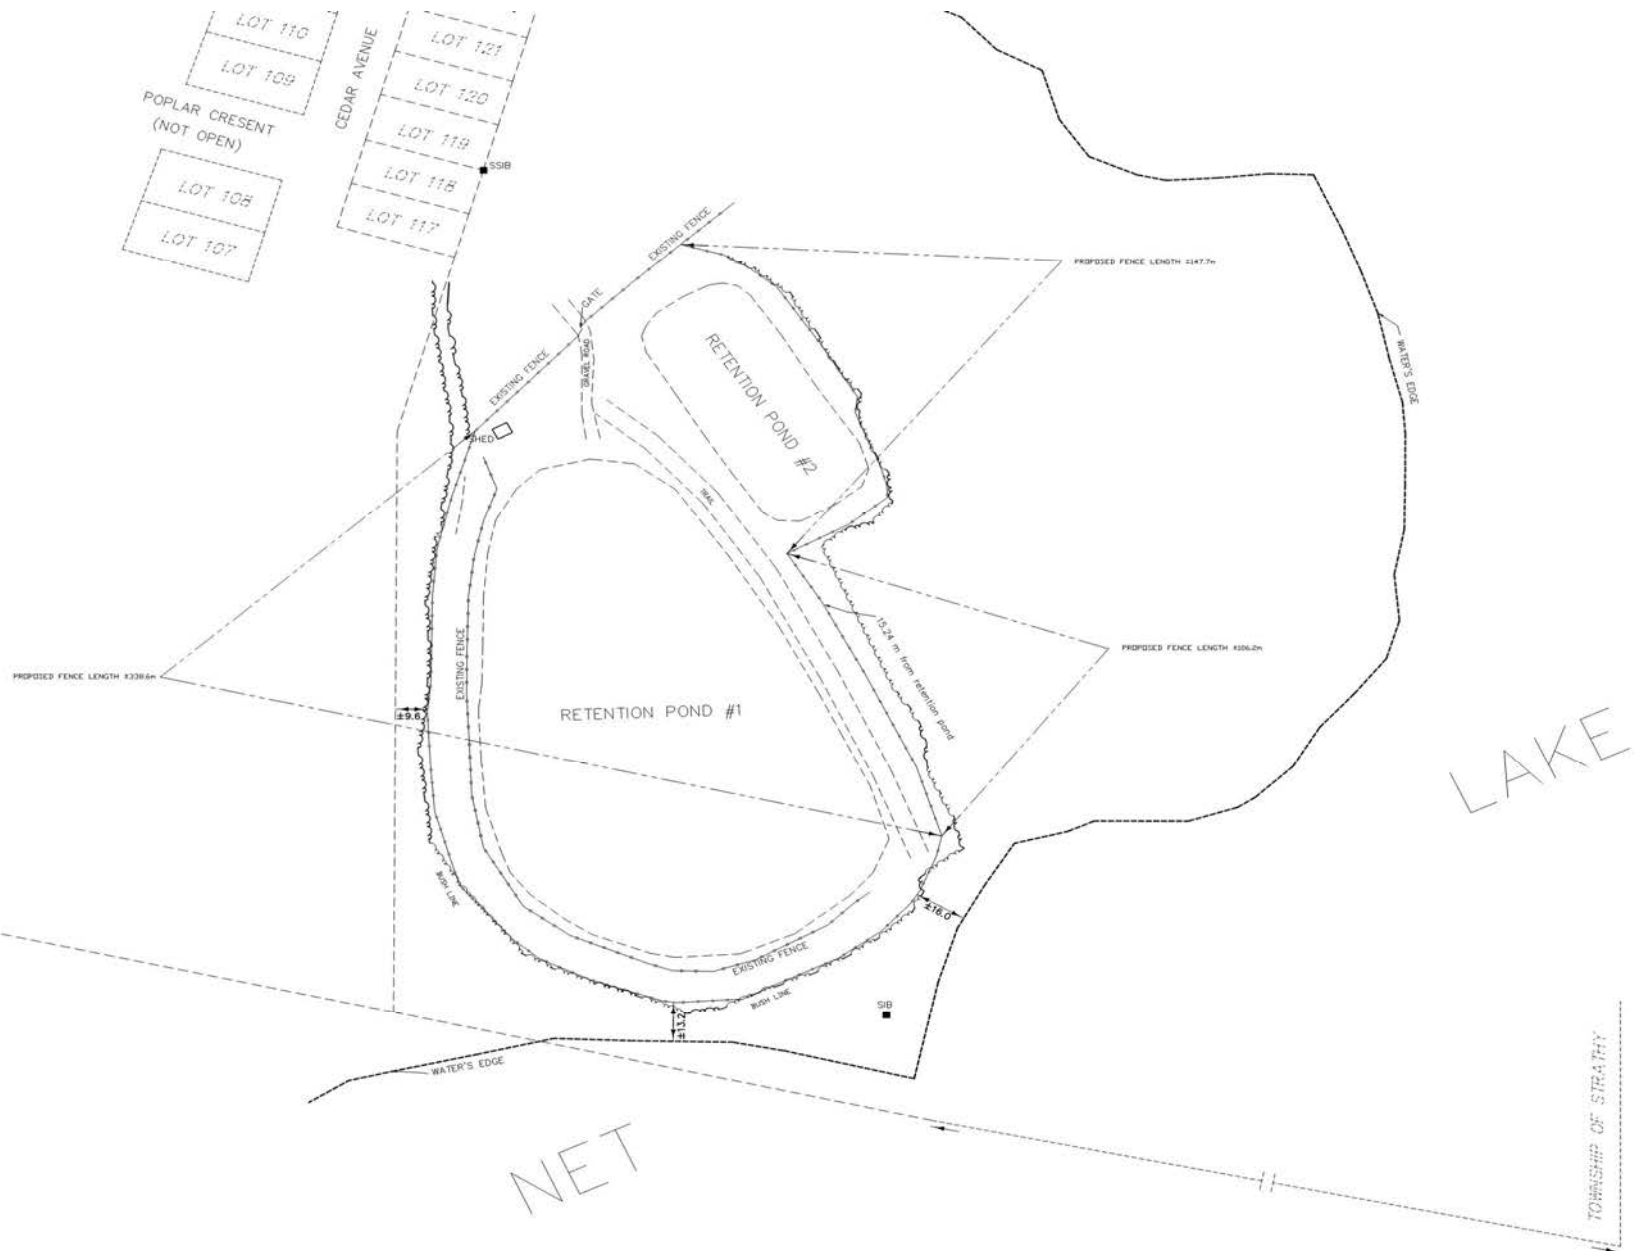 LOT 110
LOT 109
CEDAR AVENUE
LOT 121
LOT 120
LOT 119
LOT 118
LOT 117
POPLAR CRESENT
(NOT OPEN)
LOT 108
LOT 107
SSIB
EXISTING FENCE
GATE
EXISTING FENCE
GRAVEL ROAD
SHED
RETENTION POND #2
PROPOSED FENCE LENGTH ±147.7m
WATER'S EDGE
TRAIL
15.24 m from retention pond
PROPOSED FENCE LENGTH ±106.2m
PROPOSED FENCE LENGTH ±338.6m
EXISTING FENCE
±9.6
RETENTION POND #1
LAKE
BUSH LINE
±16.0
EXISTING FENCE
BUSH LINE
SIB
±13.2
WATER'S EDGE
NET
TOWNSHIP OF STRATHY